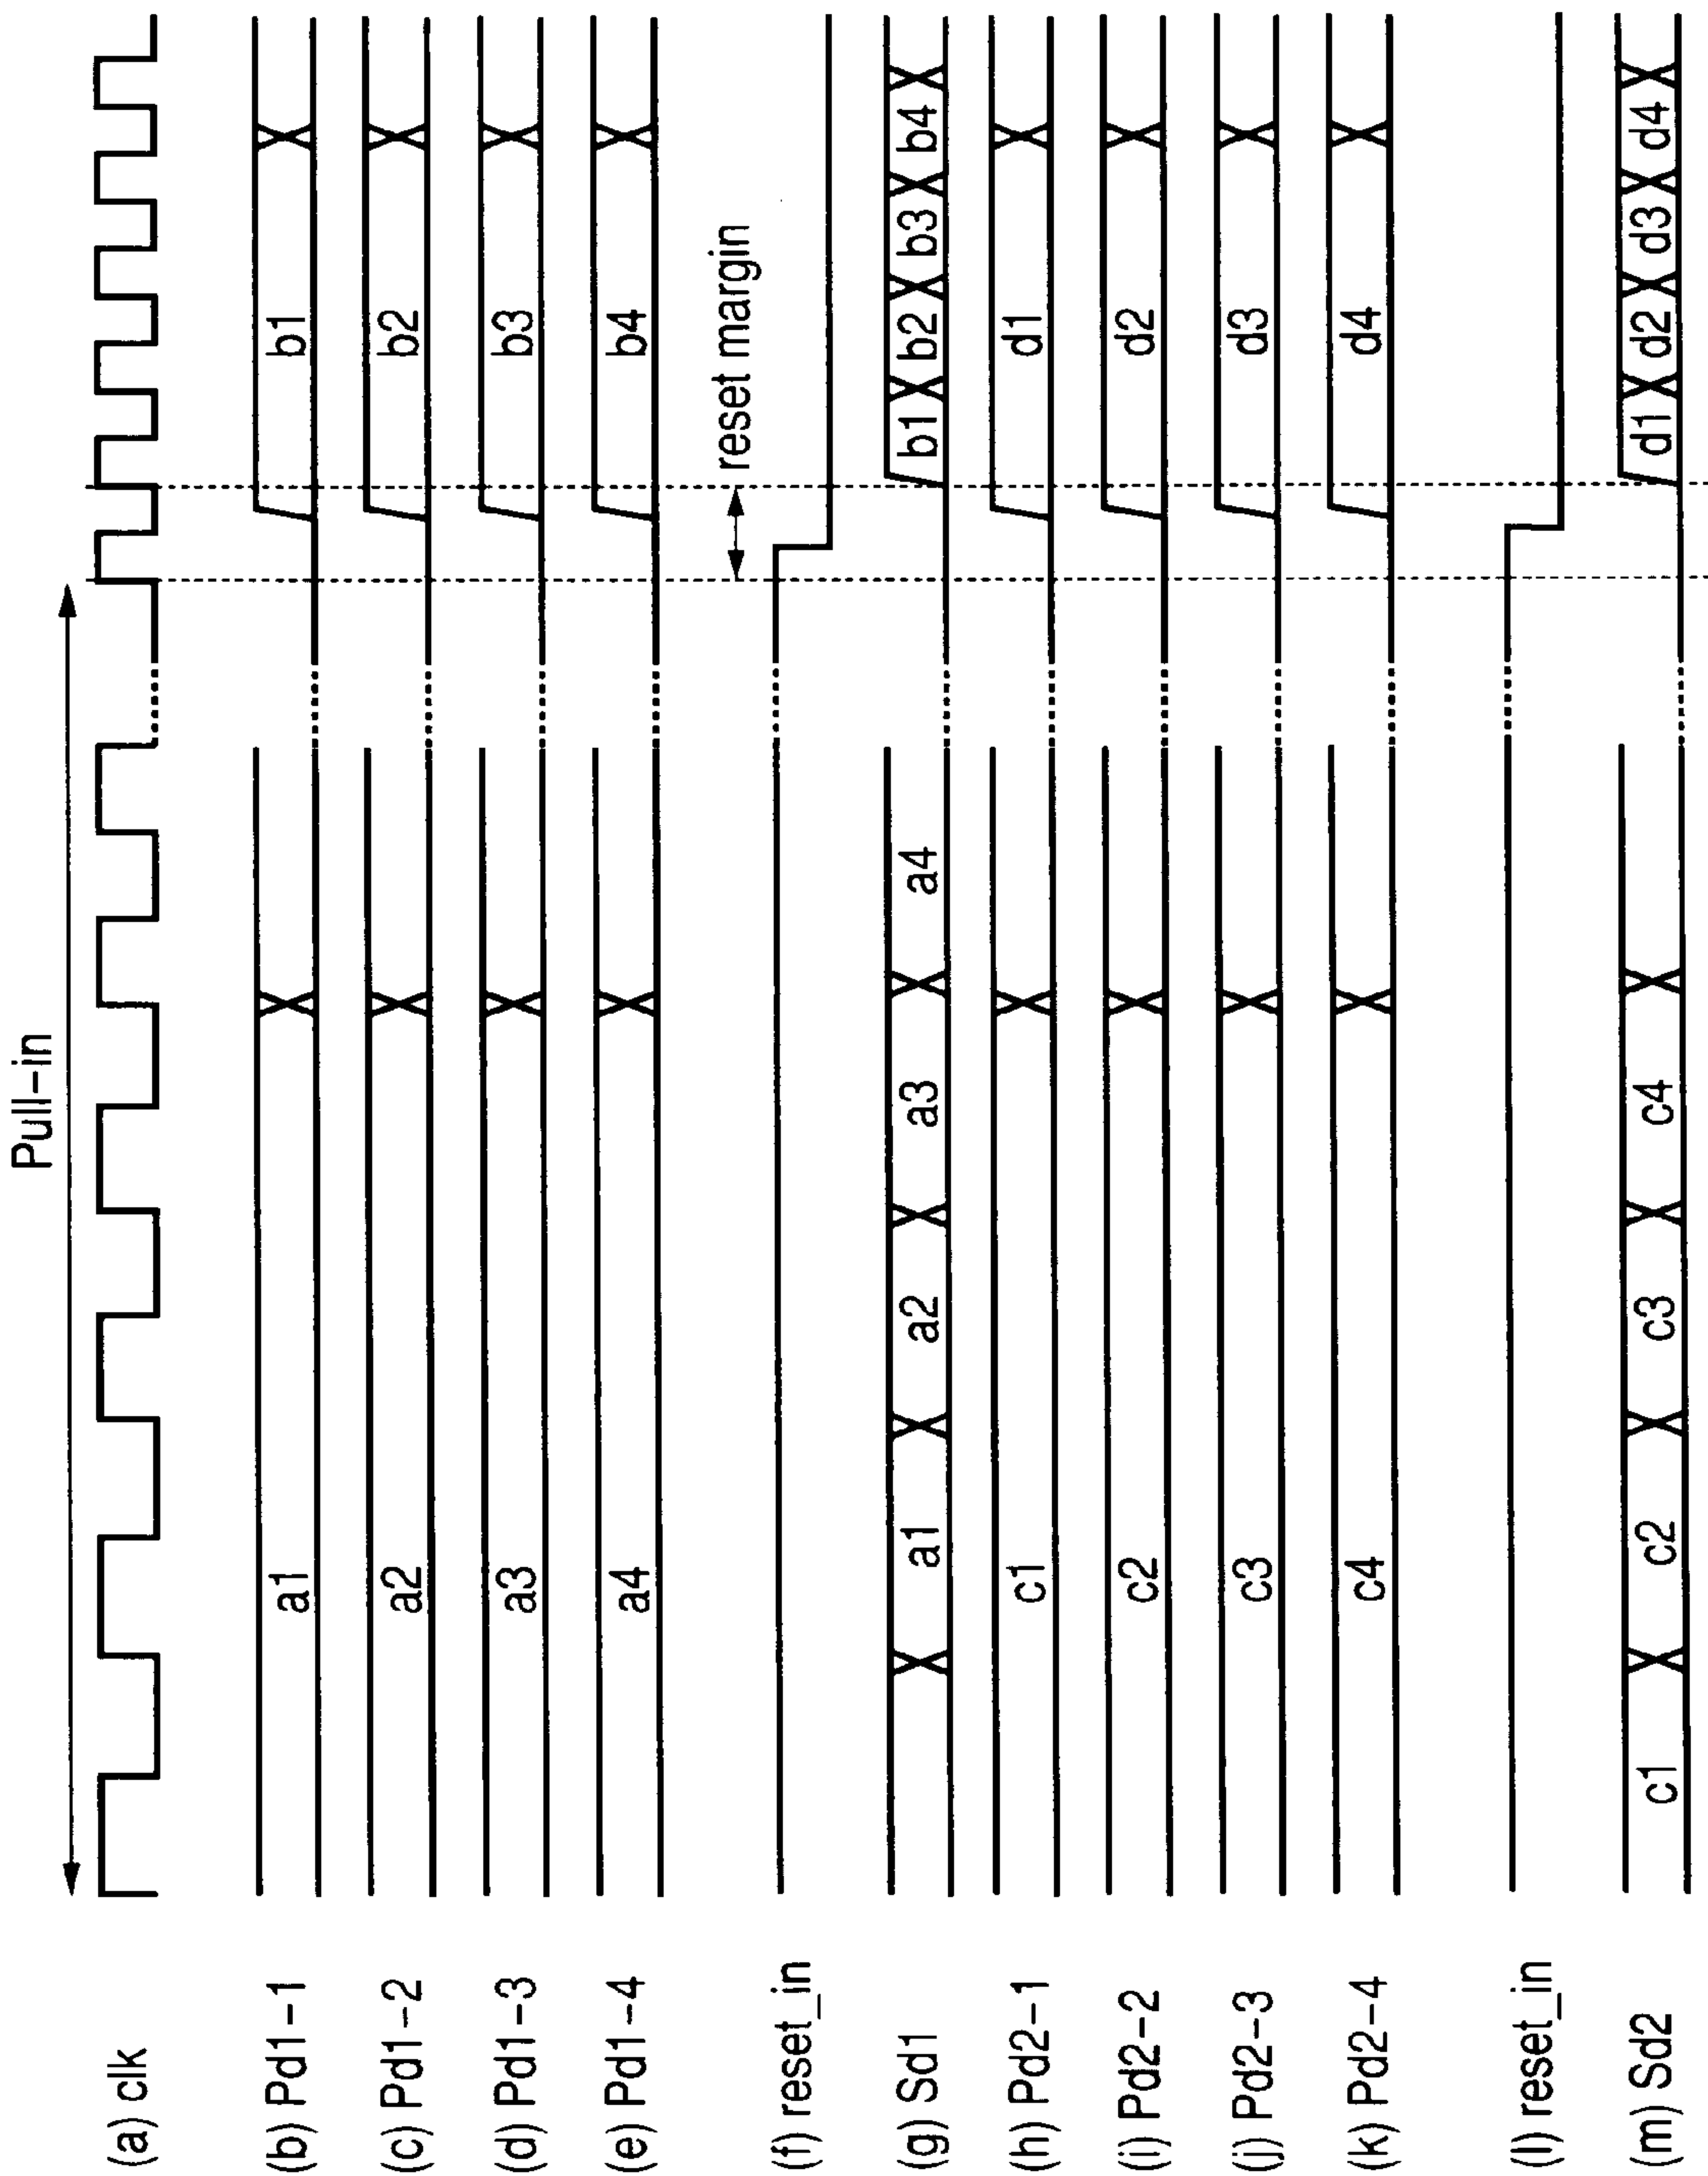 Pull-in
(a) clk
(b) Pd1-1 a1 b1
(c) Pd1-2 a2 b2
(d) Pd1-3 a3 b3
(e) Pd1-4 a4 b4
reset margin
(f) reset_in
(g) Sd1 a1 a2 a3 a4 b1 b2 b3 b4
(h) Pd2-1 c1 d1
(i) Pd2-2 c2 d2
(j) Pd2-3 c3 d3
(k) Pd2-4 c4 d4
(l) reset_in
(m) Sd2 c1 c2 c3 c4 d1 d2 d3 d4